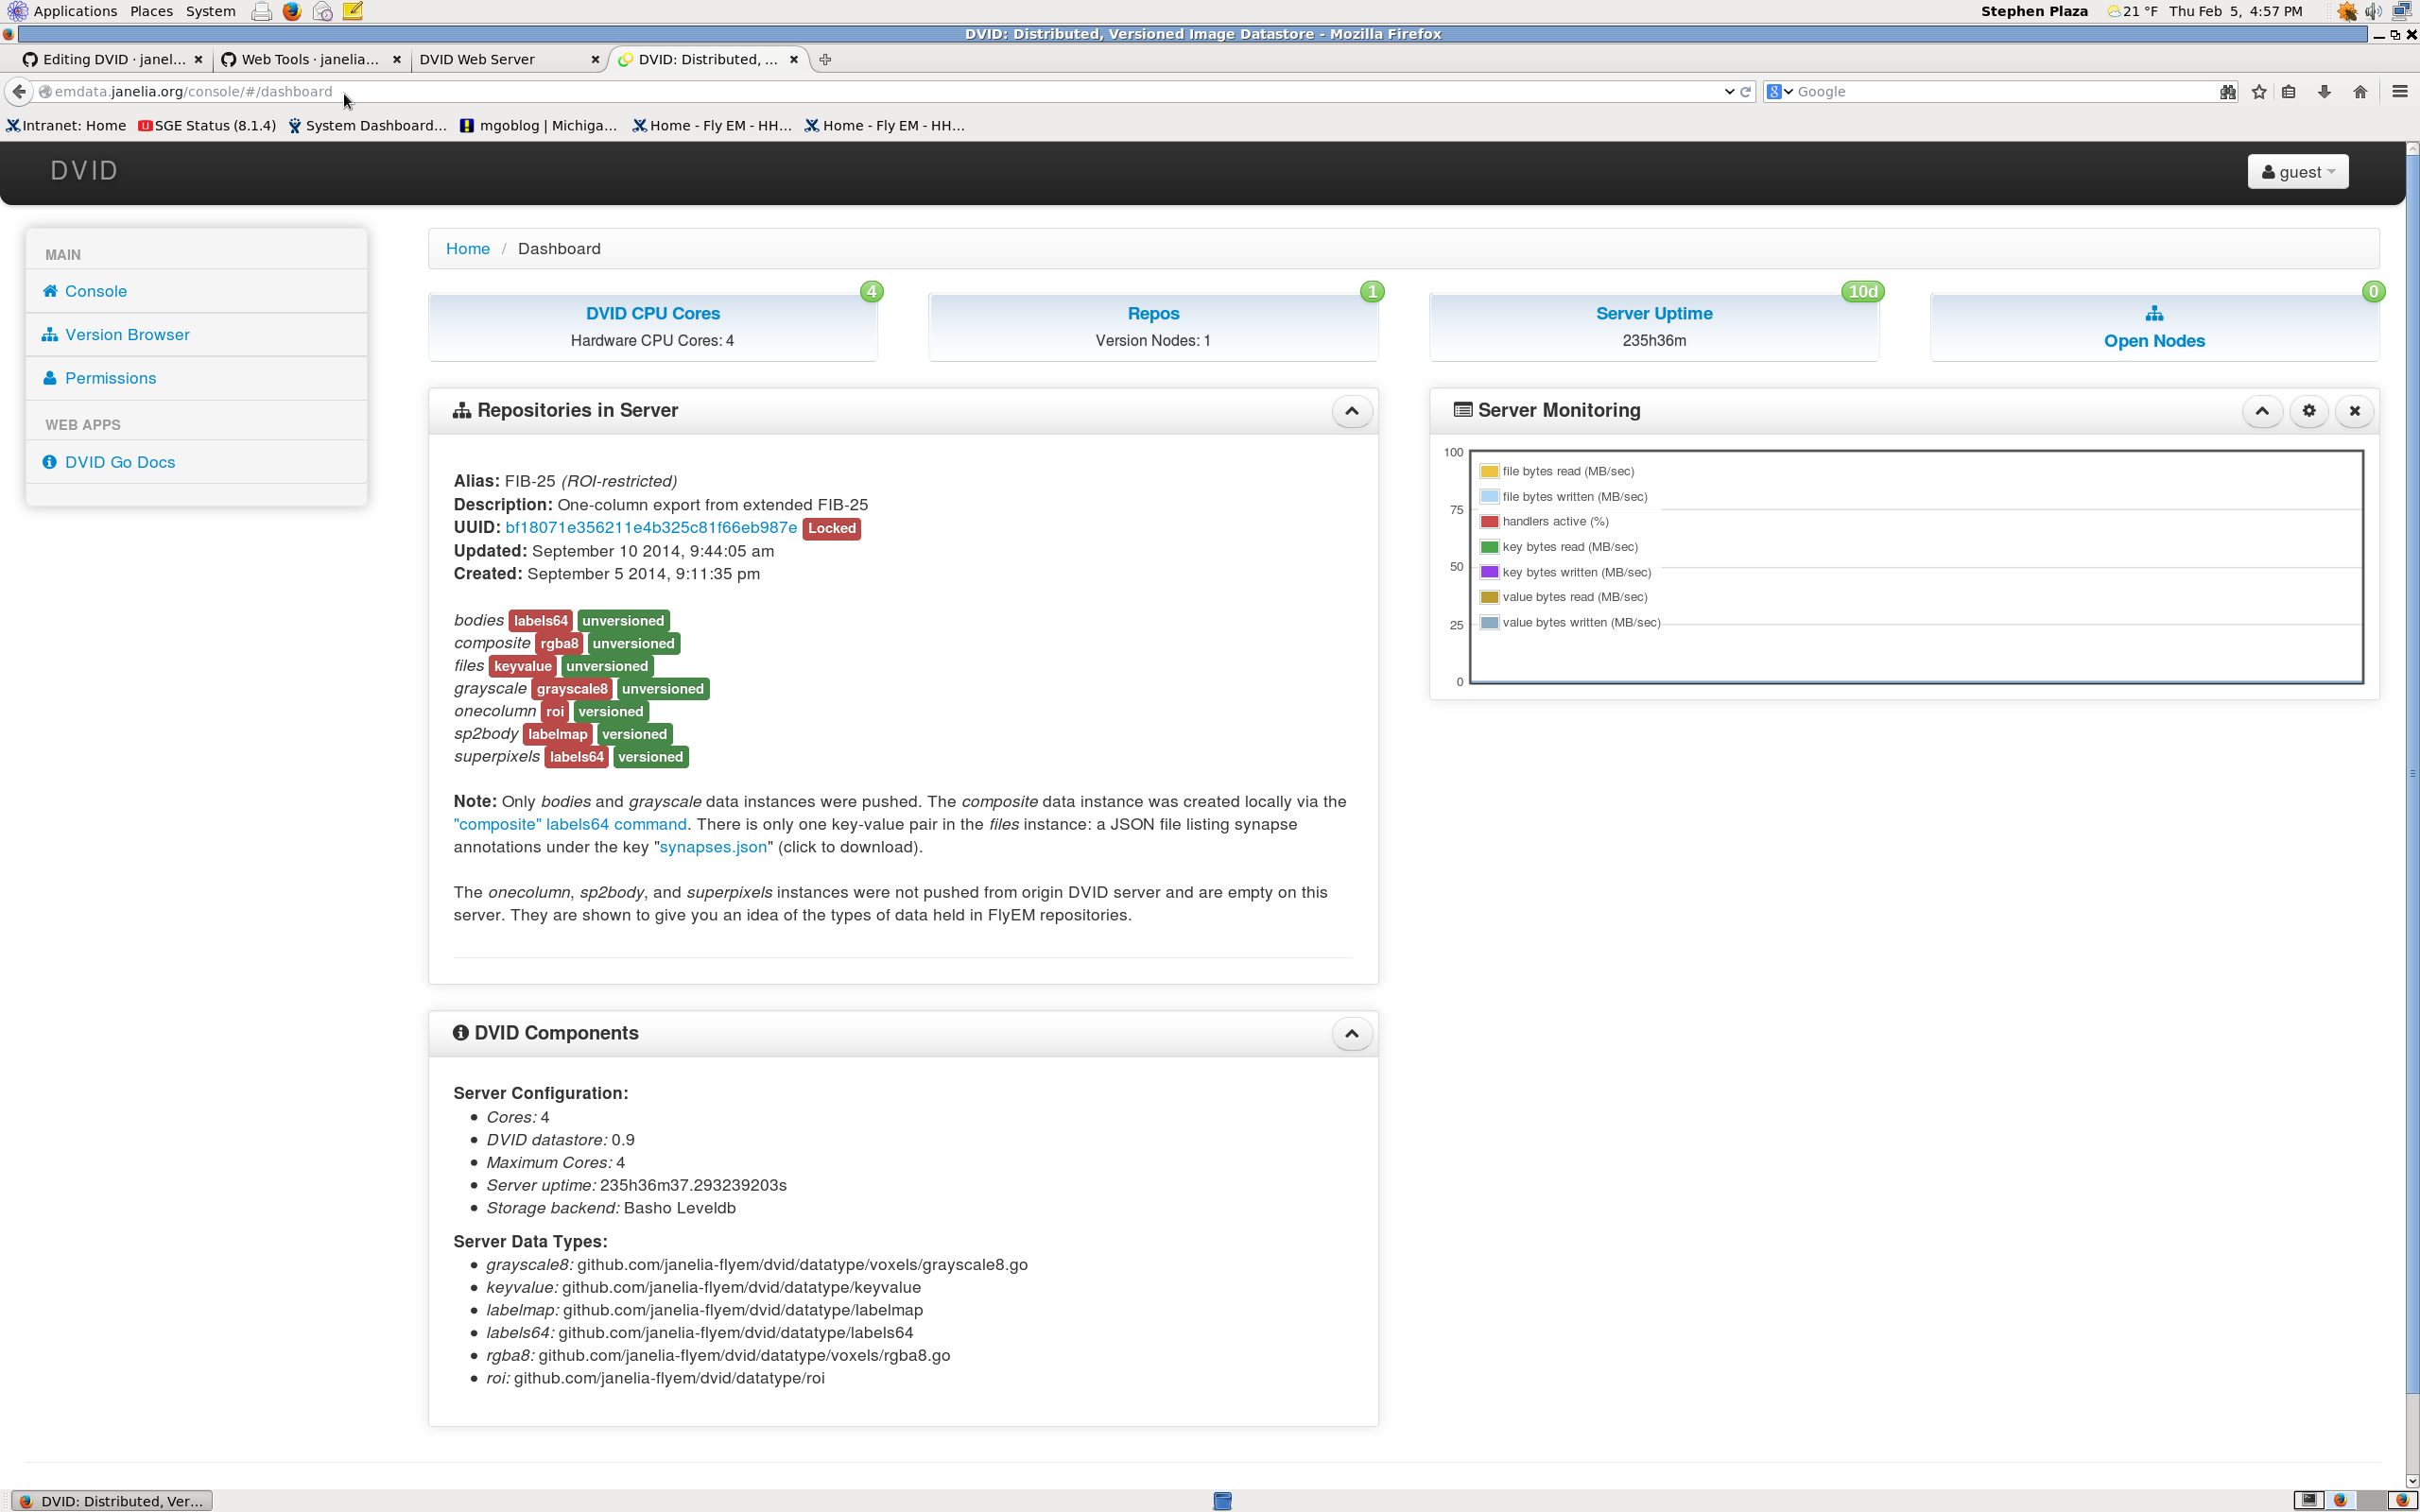 Applications Places System Stephen Plaza 21 °F Thu Feb 5, 4:57 PM
DVID: Distributed, Versioned Image Datastore - Mozilla Firefox
Editing DVID · janel... Web Tools · janelia... DVID Web Server DVID: Distributed, ...
emdata.janelia.org/console/#/dashboard Google
Intranet: Home SGE Status (8.1.4) System Dashboard... mgoblog | Michiga... Home - Fly EM - HH... Home - Fly EM - HH...
DVID guest
MAIN
Console
Version Browser
Permissions
WEB APPS
DVID Go Docs
Home / Dashboard
4
DVID CPU Cores
Hardware CPU Cores: 4
1
Repos
Version Nodes: 1
10d
Server Uptime
235h36m
0
Open Nodes
Repositories in Server
Alias: FIB-25 (ROI-restricted)
Description: One-column export from extended FIB-25
UUID: bf18071e356211e4b325c81f66eb987e Locked
Updated: September 10 2014, 9:44:05 am
Created: September 5 2014, 9:11:35 pm
bodies labels64 unversioned
composite rgba8 unversioned
files keyvalue unversioned
grayscale grayscale8 unversioned
onecolumn roi versioned
sp2body labelmap versioned
superpixels labels64 versioned
Note: Only bodies and grayscale data instances were pushed. The composite data instance was created locally via the
"composite" labels64 command. There is only one key-value pair in the files instance: a JSON file listing synapse
annotations under the key "synapses.json" (click to download).
The onecolumn, sp2body, and superpixels instances were not pushed from origin DVID server and are empty on this
server. They are shown to give you an idea of the types of data held in FlyEM repositories.
Server Monitoring
100
75
50
25
0
file bytes read (MB/sec)
file bytes written (MB/sec)
handlers active (%)
key bytes read (MB/sec)
key bytes written (MB/sec)
value bytes read (MB/sec)
value bytes written (MB/sec)
DVID Components
Server Configuration:
Cores: 4
DVID datastore: 0.9
Maximum Cores: 4
Server uptime: 235h36m37.293239203s
Storage backend: Basho Leveldb
Server Data Types:
grayscale8: github.com/janelia-flyem/dvid/datatype/voxels/grayscale8.go
keyvalue: github.com/janelia-flyem/dvid/datatype/keyvalue
labelmap: github.com/janelia-flyem/dvid/datatype/labelmap
labels64: github.com/janelia-flyem/dvid/datatype/labels64
rgba8: github.com/janelia-flyem/dvid/datatype/voxels/rgba8.go
roi: github.com/janelia-flyem/dvid/datatype/roi
DVID: Distributed, Ver...